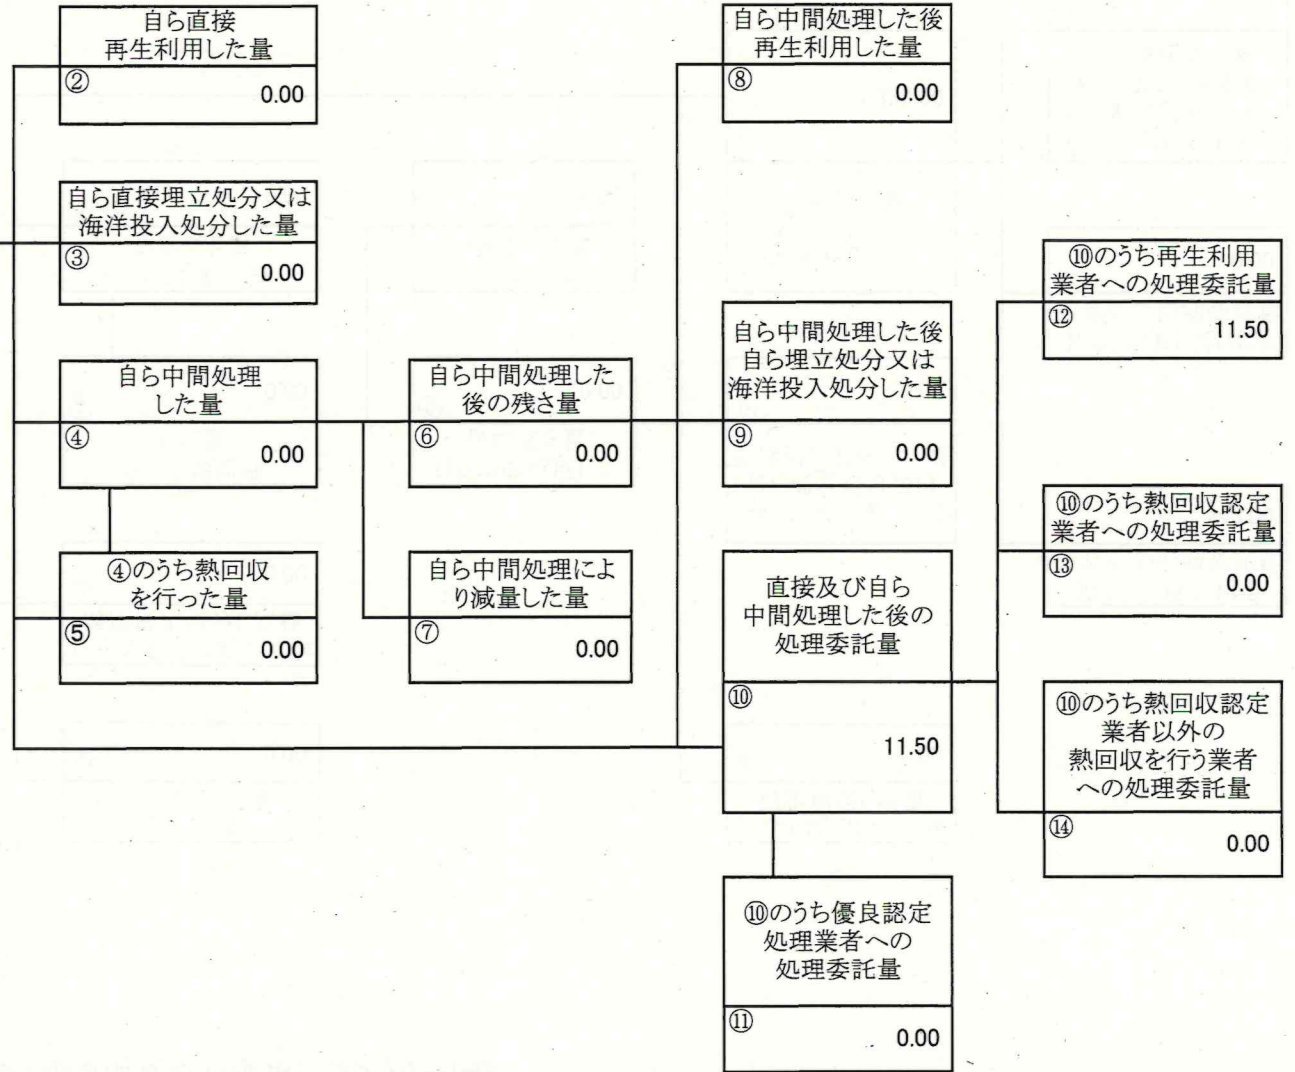 自ら直接
再生利用した量
②
0.00
自ら直接埋立処分又は
海洋投入処分した量
③
0.00
自ら中間処理
した量
④
0.00
④のうち熱回収
を行った量
⑤
0.00
自ら中間処理した
後の残さ量
⑥
0.00
自ら中間処理によ
り減量した量
⑦
0.00
自ら中間処理した後
再生利用した量
⑧
0.00
自ら中間処理した後
自ら埋立処分又は
海洋投入処分した量
⑨
0.00
直接及び自ら
中間処理した後の
処理委託量
⑩
11.50
⑩のうち優良認定
処理業者への
処理委託量
⑪
0.00
⑩のうち再生利用
業者への処理委託量
⑫
11.50
⑩のうち熱回収認定
業者への処理委託量
⑬
0.00
⑩のうち熱回収認定
業者以外の
熱回収を行う業者
への処理委託量
⑭
0.00